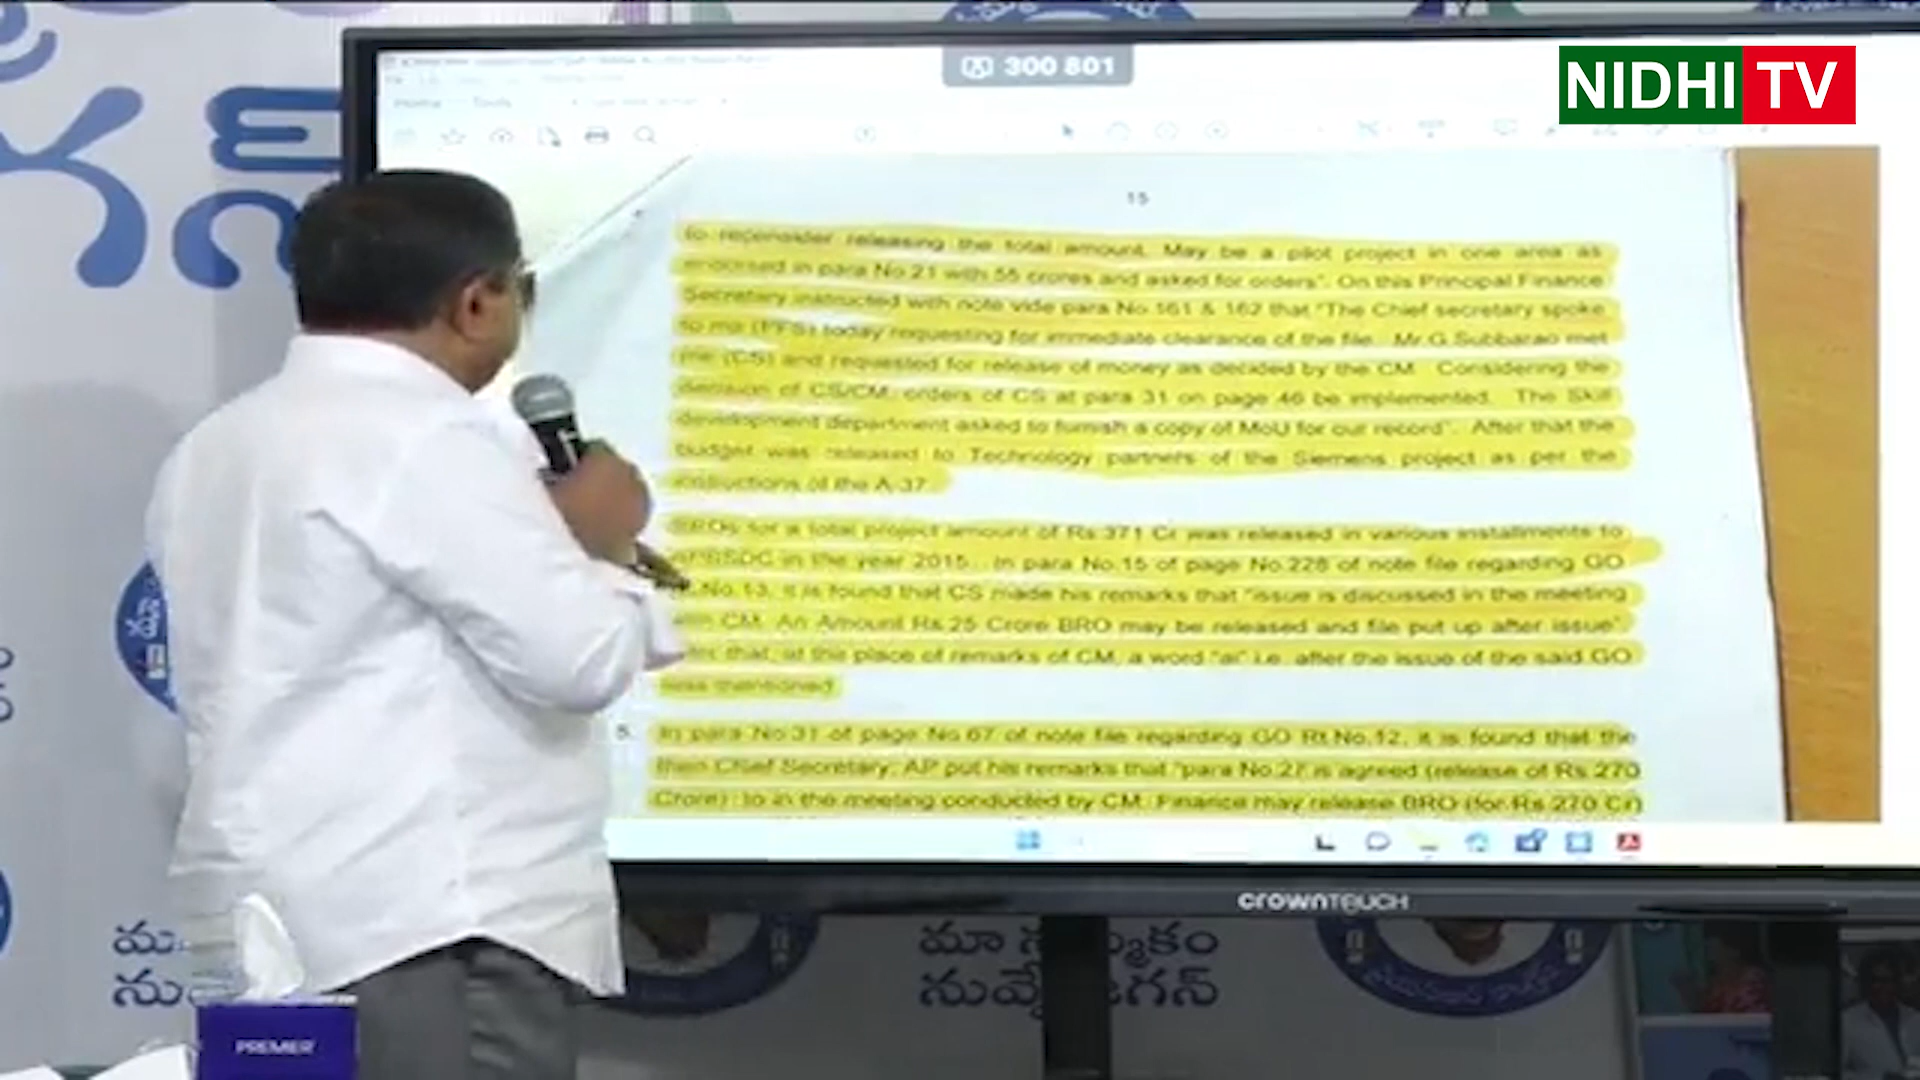 300 801
NIDHI TV
Home Tools
15
to reconsider releasing the total amount. May be a pilot project in one area as
endorsed in para No.21 with 55 crores and asked for orders". On this Principal Finance
Secretary instructed with note vide para No.161 & 162 that "The Chief secretary spoke
to me (PFS) today requesting for immediate clearance of the file. Mr.G.Subbarao met
me (CS) and requested for release of money as decided by the CM. Considering the
decision of CS/CM, orders of CS at para 31 on page 46 be implemented. The Skill
development department asked to furnish a copy of MoU for our record". After that the
budget was released to Technology partners of the Siemens project as per the
instructions of the A-37.
BROs for a total project amount of Rs.371 Cr was released in various installments to
APSSDC in the year 2015. In para No.15 of page No.228 of note file regarding GO
No.13, it is found that CS made his remarks that "issue is discussed in the meeting
with CM. An Amount Rs.25 Crore BRO may be released and file put up after issue".
that, at the place of remarks of CM, a word "ai" i.e. after the issue of the said GO
was mentioned
In para No.31 of page No.67 of note file regarding GO Rt.No.12, it is found that the
then Chief Secretary, AP put his remarks that "para No.27 is agreed (release of Rs.270
Crore) to in the meeting conducted by CM. Finance may release BRO (for Rs.270 Cr)
CROWNTOUCH
మా
నమ్మకం
నువ్వే జగన్
PREMIER